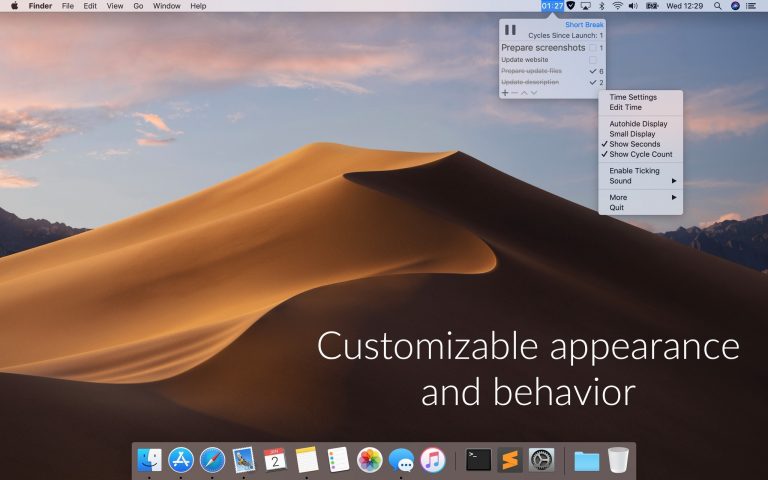 Finder File Edit View Go Window Help 01:27 Wed 12:29
Short Break
Cycles Since Launch: 1
Prepare screenshots 1
Update website
Prepare update files 6
Update description 2
Time Settings
Edit Time
Autohide Display
Small Display
Show Seconds
Show Cycle Count
Enable Ticking
Sound
More
Quit
Customizable appearance
and behavior
2